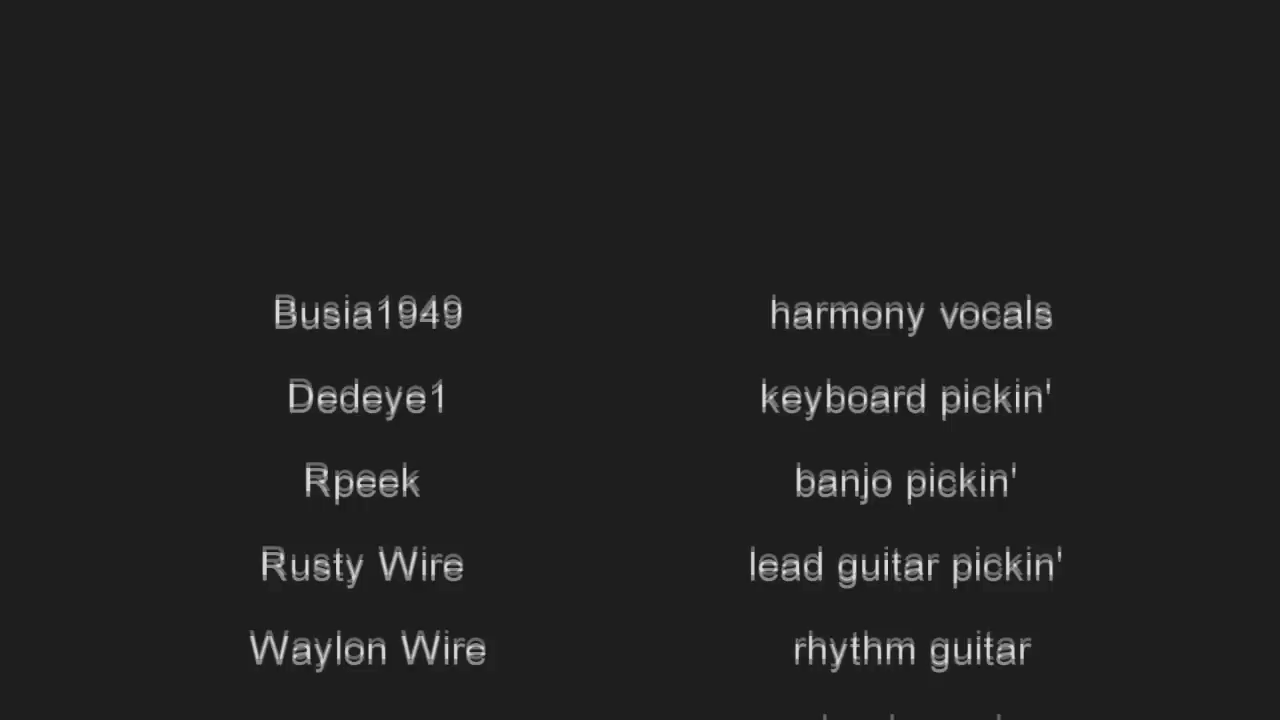 Busia1949 harmony vocals
Dedeye1 keyboard pickin'
Rpeek banjo pickin'
Rusty Wire lead guitar pickin'
Waylon Wire rhythm guitar